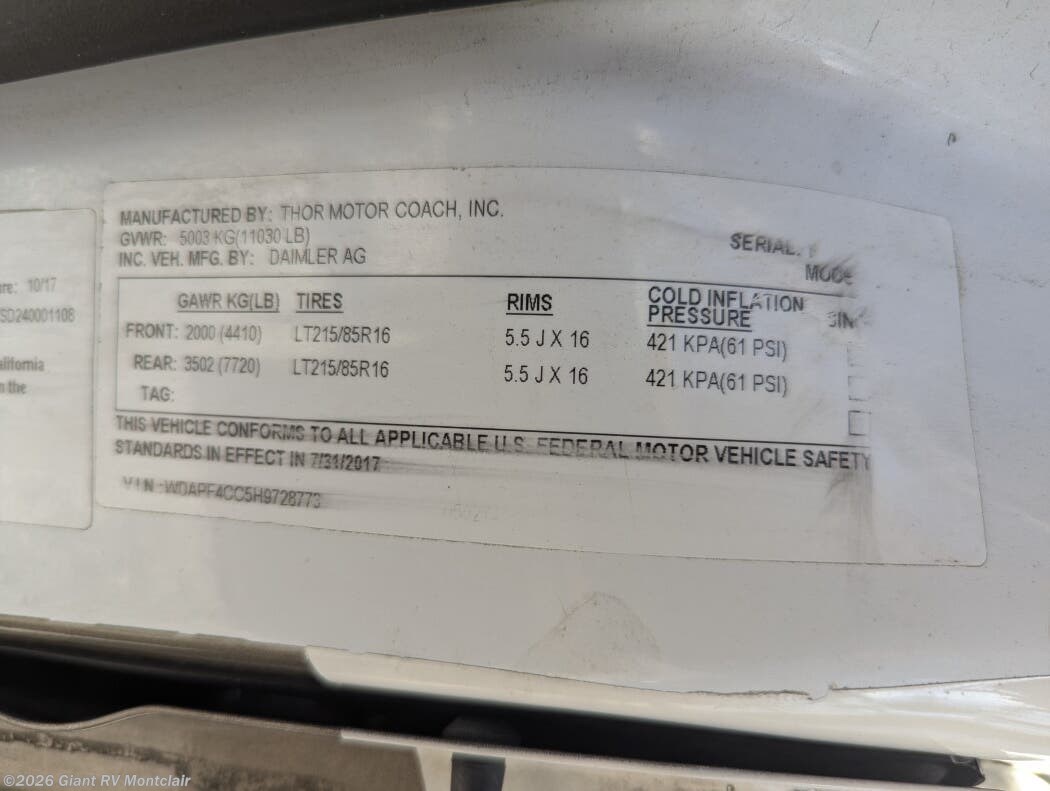 MANUFACTURED BY: THOR MOTOR COACH, INC.
GVWR: 5003 KG(11030 LB)
INC. VEH. MFG. BY: DAIMLER AG
SERIAL.
GAWR KG(LB) TIRES RIMS COLD INFLATION PRESSURE
FRONT: 2000 (4410) LT215/85R16 5.5 J X 16 421 KPA(61 PSI)
REAR: 3502 (7720) LT215/85R16 5.5 J X 16 421 KPA(61 PSI)
TAG:
THIS VEHICLE CONFORMS TO ALL APPLICABLE U.S. FEDERAL MOTOR VEHICLE SAFETY
STANDARDS IN EFFECT IN 7/31/2017
V I N : WDAPF4CC5H9728773
re: 10/17
SD240001108
alifornia
n the
©2026 Giant RV Montclair